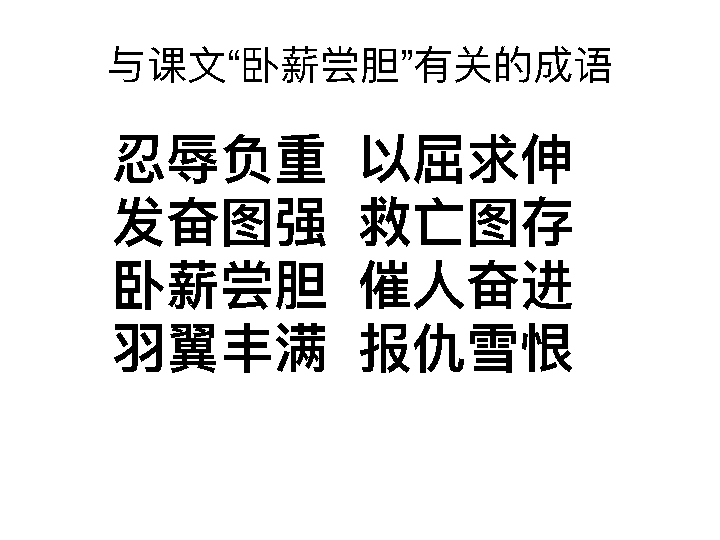 与课文“卧薪尝胆”有关的成语
忍辱负重 以屈求伸
发奋图强 救亡图存
卧薪尝胆 催人奋进
羽翼丰满 报仇雪恨